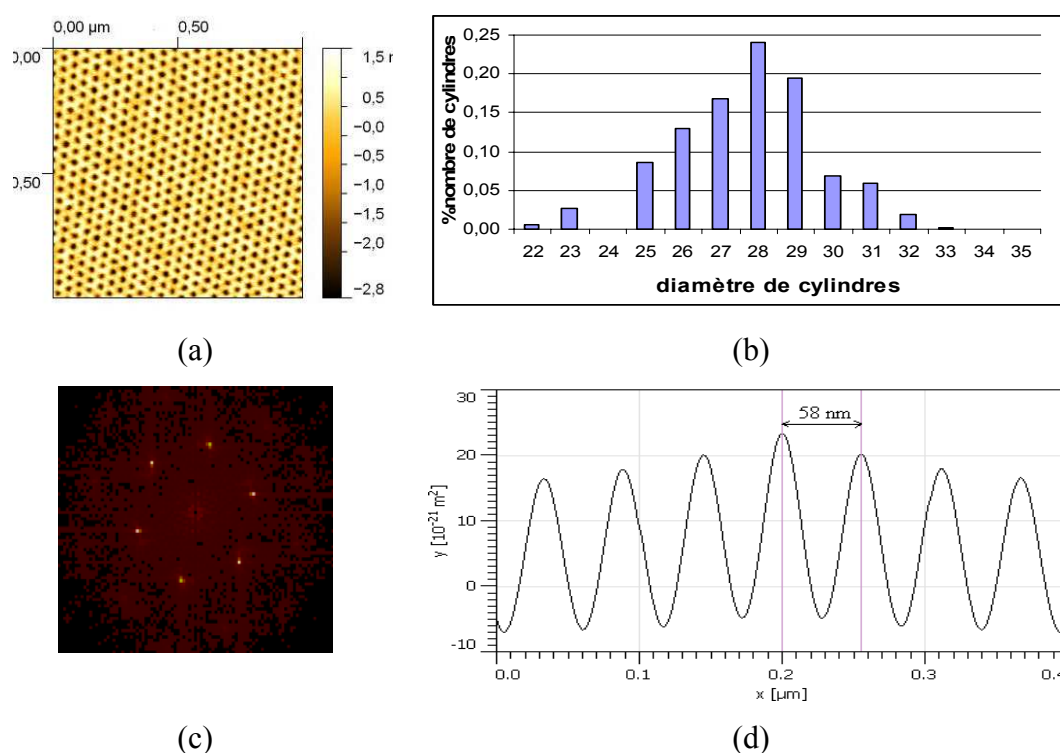 0,00 µm 0,50
0,00
0,50
1,5 r
0,5
−0,0
−0,5
−1,0
−1,5
−2,0
−2,8
(a)
%nombre de cylindres
0,25
0,20
0,15
0,10
0,05
0,00
22 23 24 25 26 27 28 29 30 31 32 33 34 35
diamètre de cylindres
(b)
(c)
y [10⁻²¹ m²]
30
20
10
0
-10
58 nm
0.0 0.1 0.2 0.3 0.4
x [µm]
(d)